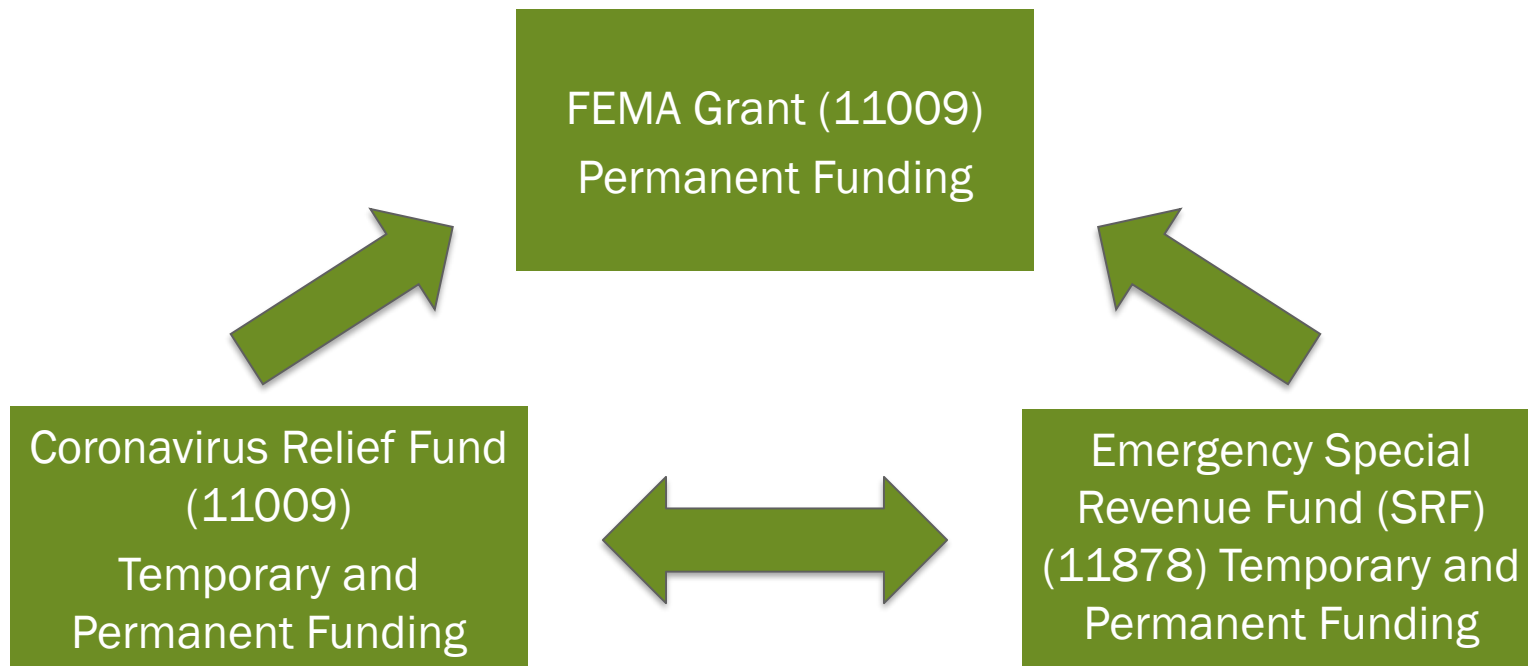 FEMA Grant (11009)
Permanent Funding
Coronavirus Relief Fund
(11009)
Temporary and
Permanent Funding
Emergency Special
Revenue Fund (SRF)
(11878) Temporary and
Permanent Funding